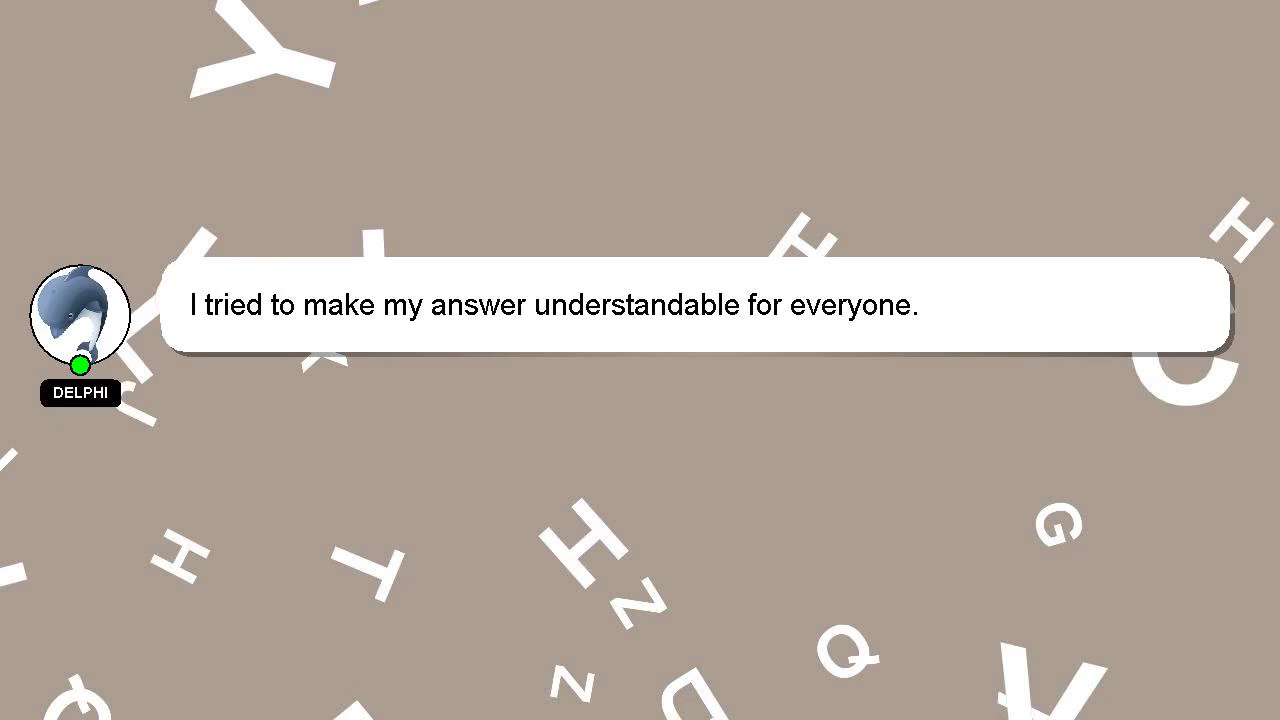 I tried to make my answer understandable for everyone.
DELPHI
Y
H
H
C
H
T
H
Z
G
Q
Z